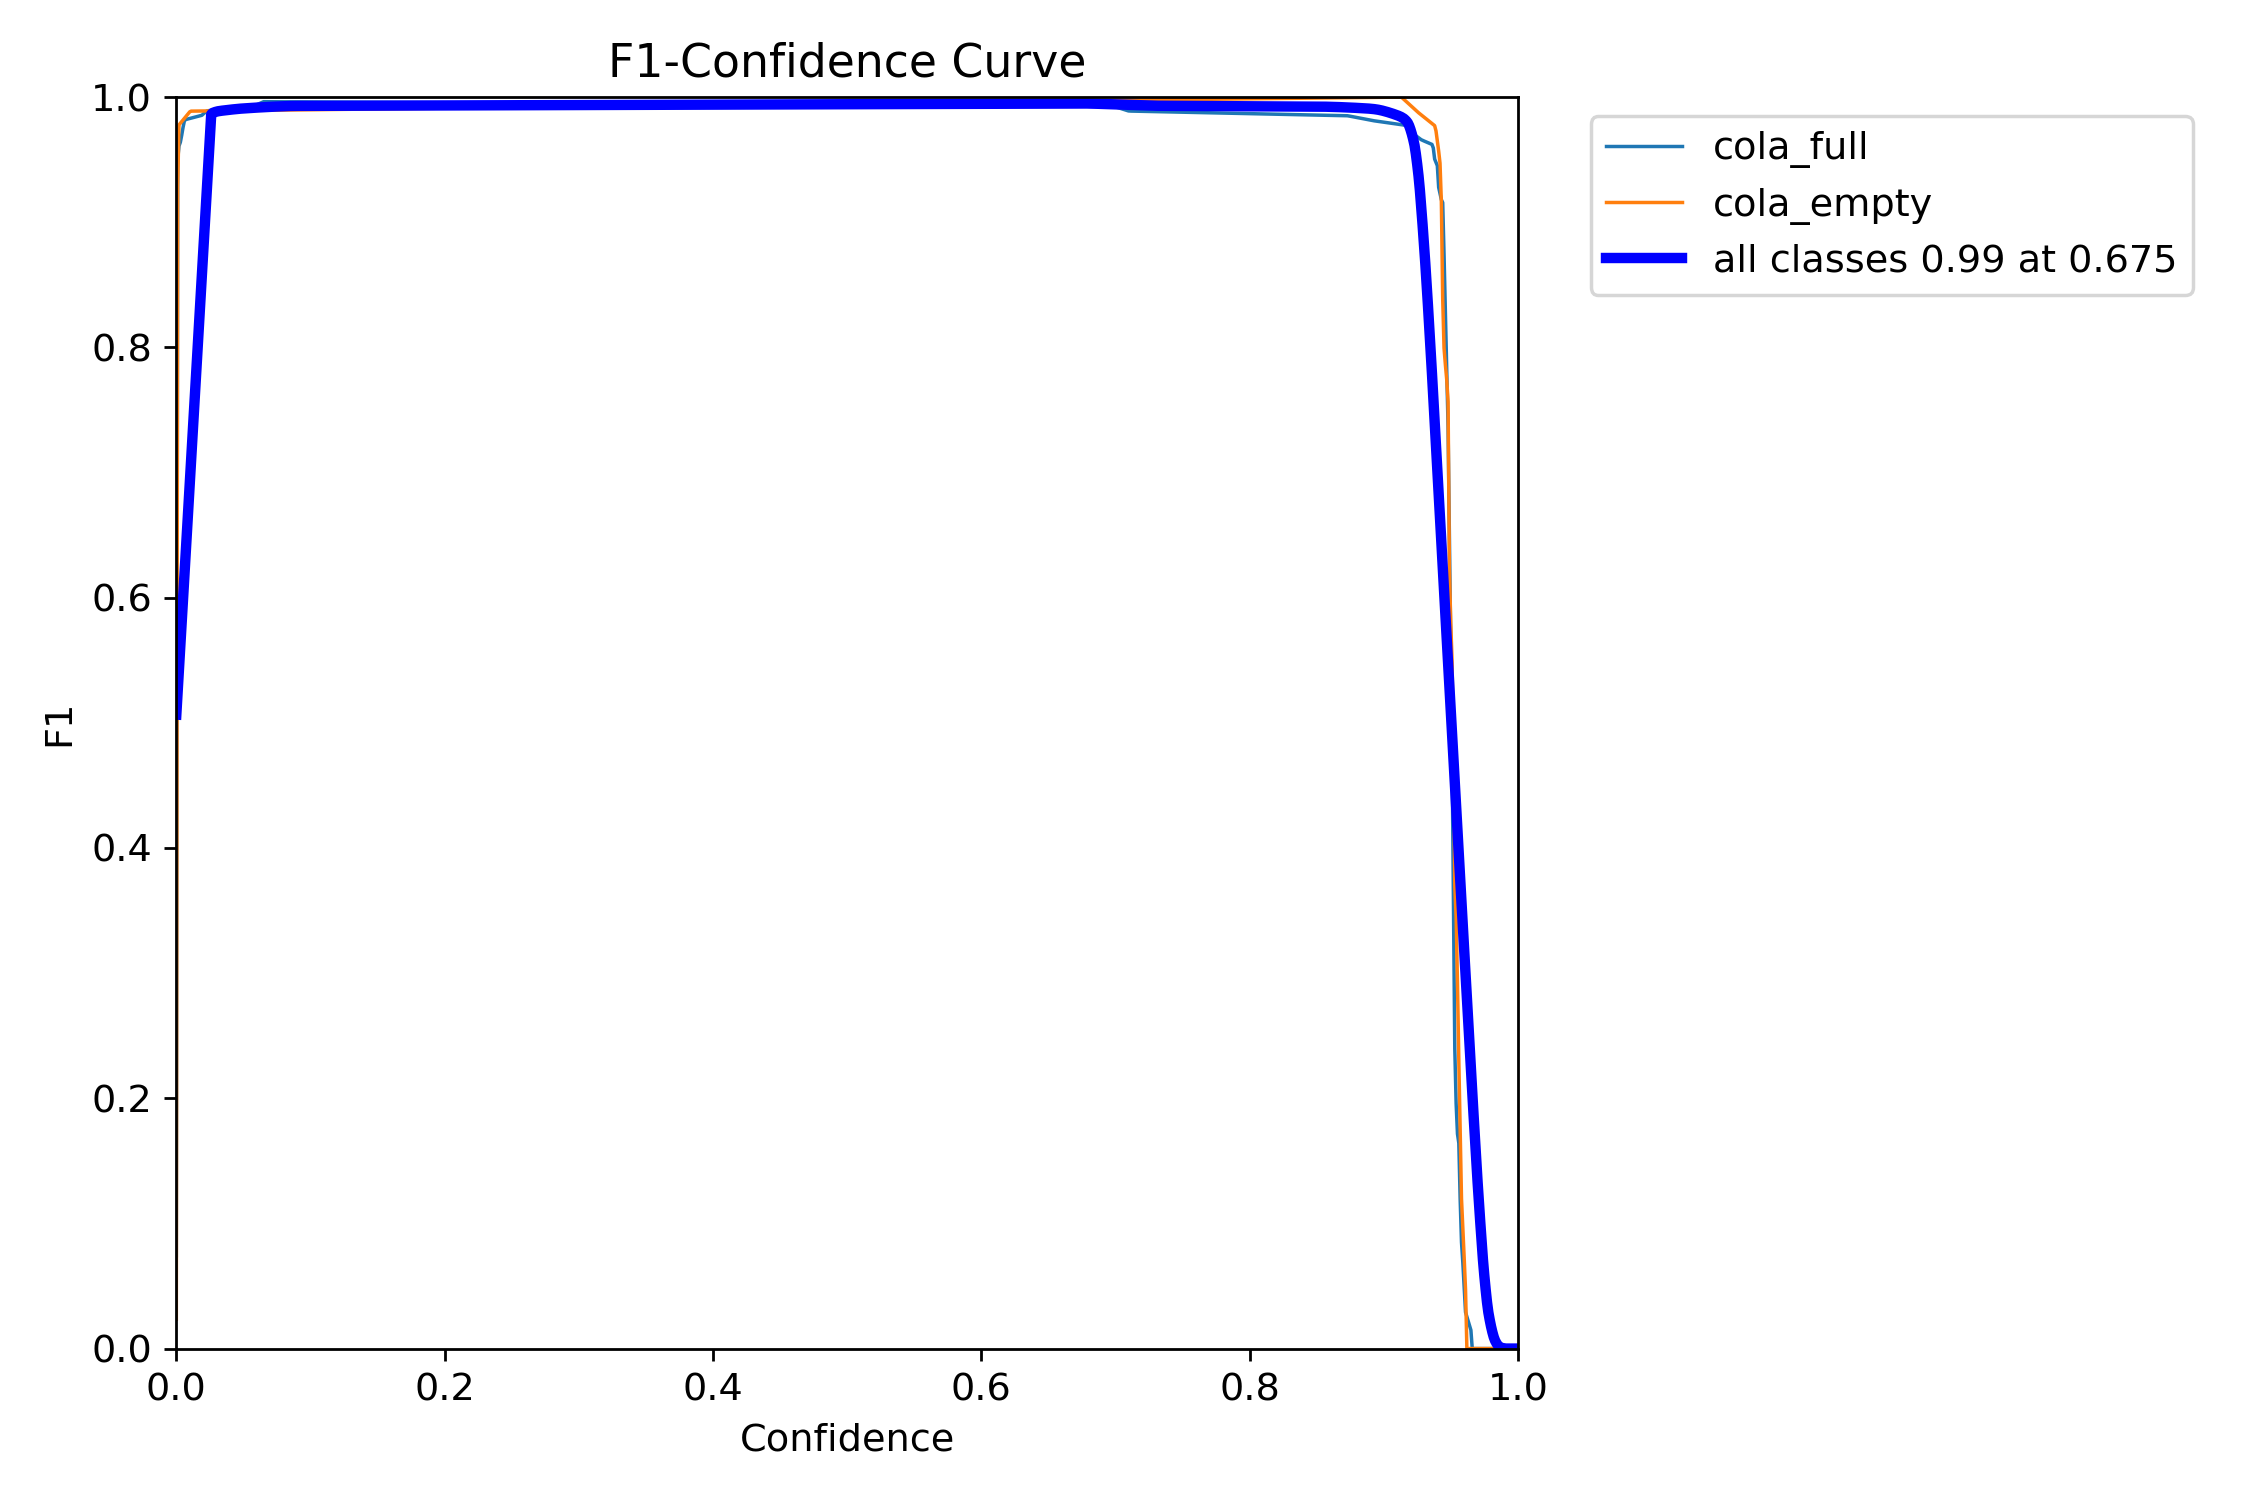 F1-Confidence Curve
1.0
0.8
0.6
0.4
0.2
0.0
F1
0.0 0.2 0.4 0.6 0.8 1.0
Confidence
cola_full
cola_empty
all classes 0.99 at 0.675